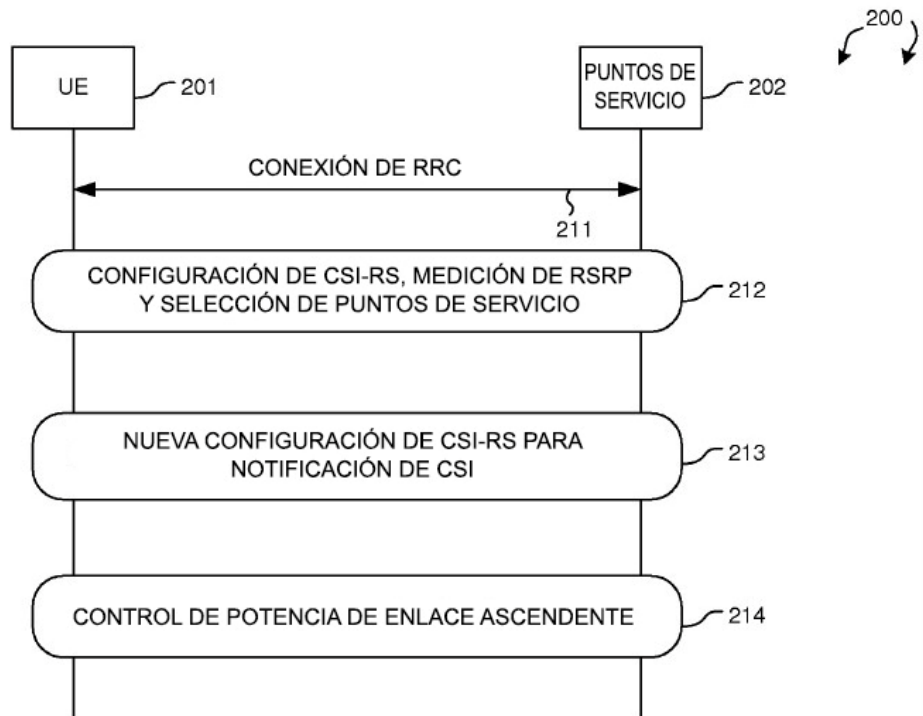 200
UE
201
PUNTOS DE
SERVICIO
202
CONEXIÓN DE RRC
211
CONFIGURACIÓN DE CSI-RS, MEDICIÓN DE RSRP
Y SELECCIÓN DE PUNTOS DE SERVICIO
212
NUEVA CONFIGURACIÓN DE CSI-RS PARA
NOTIFICACIÓN DE CSI
213
CONTROL DE POTENCIA DE ENLACE ASCENDENTE
214